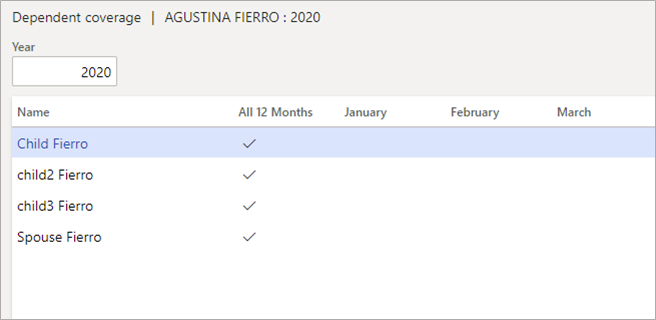 Dependent coverage | AGUSTINA FIERRO : 2020
Year
2020
Name All 12 Months January February March
Child Fierro
child2 Fierro
child3 Fierro
Spouse Fierro